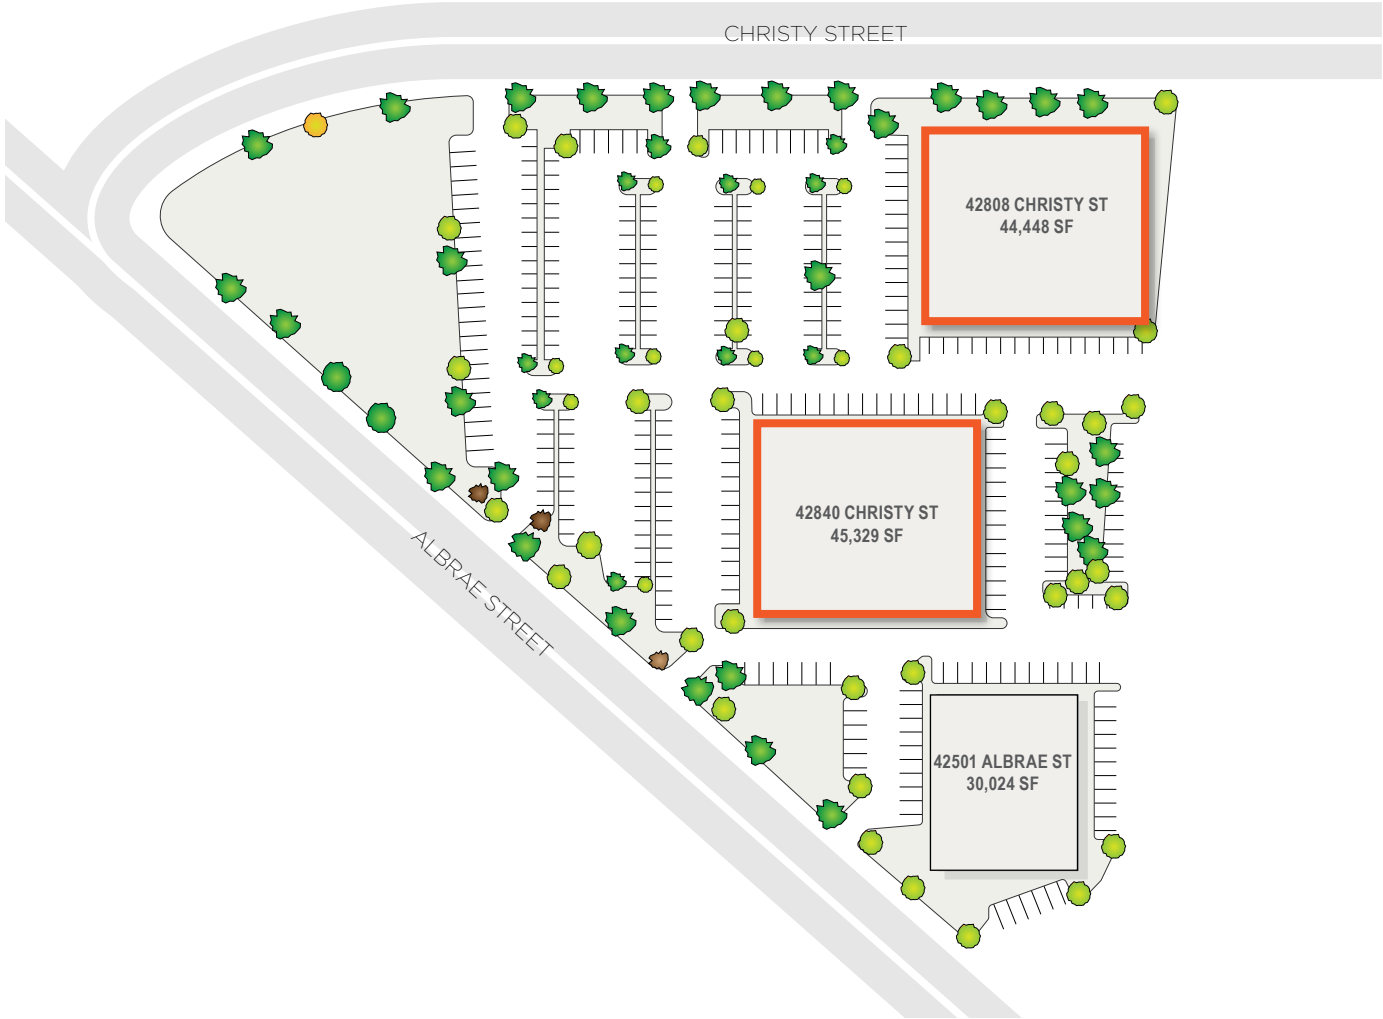 CHRISTY STREET
42808 CHRISTY ST
44,448 SF
42840 CHRISTY ST
45,329 SF
ALBRAE STREET
42501 ALBRAE ST
30,024 SF